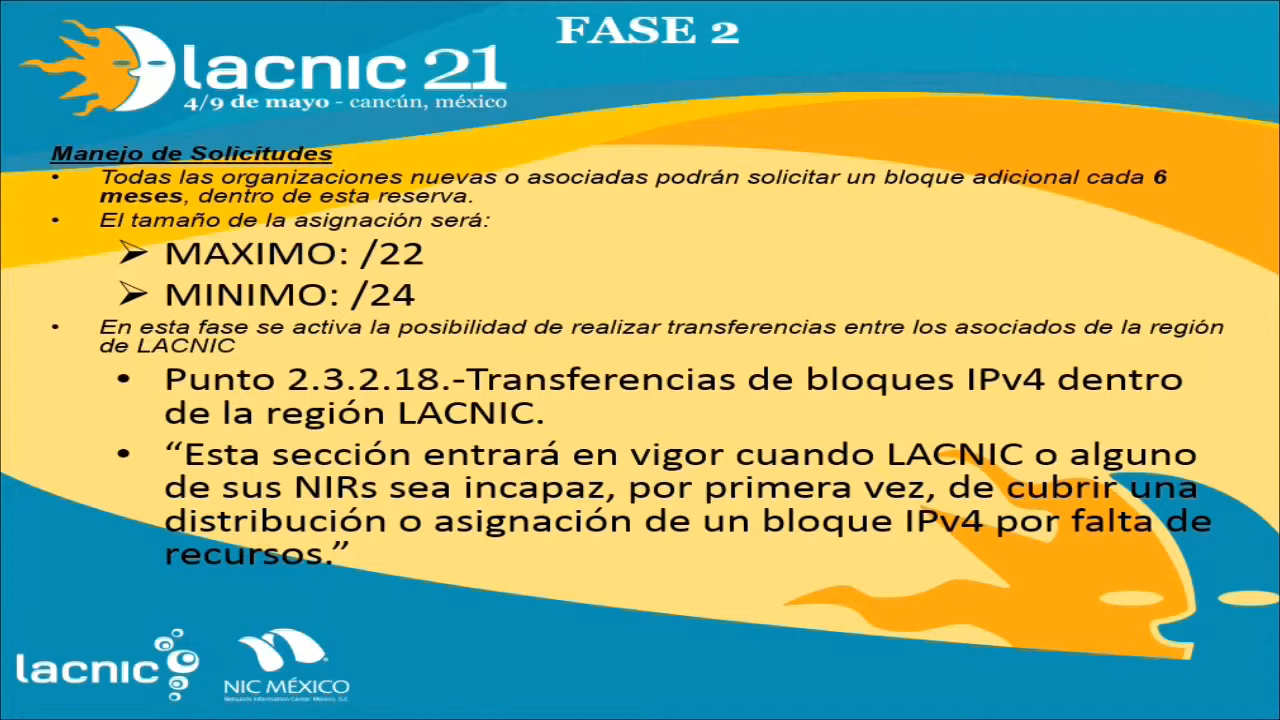 FASE 2
lacnic 21
4/9 de mayo - cancún, méxico
Manejo de Solicitudes
• Todas las organizaciones nuevas o asociadas podrán solicitar un bloque adicional cada 6
meses, dentro de esta reserva.
• El tamaño de la asignación será:
➢ MAXIMO: /22
➢ MINIMO: /24
• En esta fase se activa la posibilidad de realizar transferencias entre los asociados de la región
de LACNIC
• Punto 2.3.2.18.-Transferencias de bloques IPv4 dentro
de la región LACNIC.
• “Esta sección entrará en vigor cuando LACNIC o alguno
de sus NIRs sea incapaz, por primera vez, de cubrir una
distribución o asignación de un bloque IPv4 por falta de
recursos.”
lacnic
NIC MÉXICO
Network Information Center México, S.C.